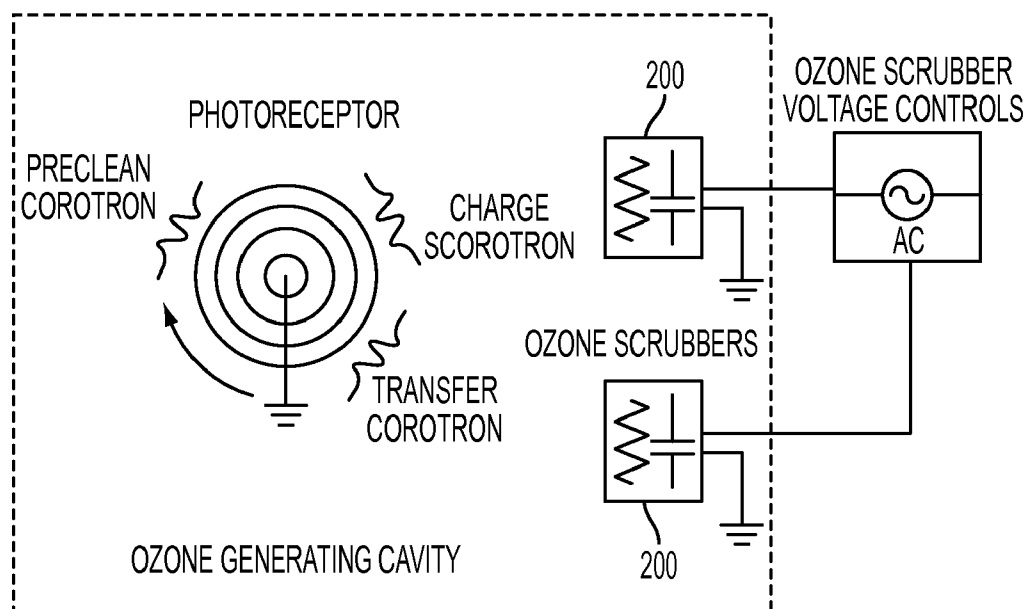 200
OZONE SCRUBBER
VOLTAGE CONTROLS
PHOTORECEPTOR
PRECLEAN
COROTRON
CHARGE
SCOROTRON
AC
OZONE SCRUBBERS
TRANSFER
COROTRON
OZONE GENERATING CAVITY
200